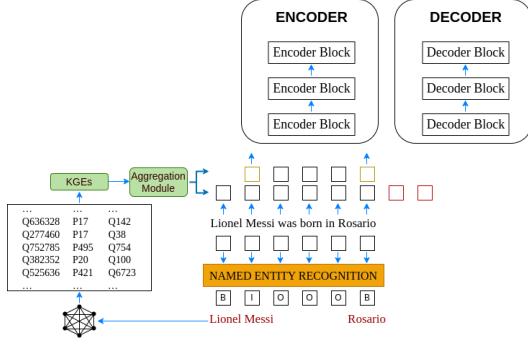 ENCODER
Encoder Block
Encoder Block
Encoder Block
DECODER
Decoder Block
Decoder Block
Decoder Block
KGEs
Aggregation
Module
... ... ...
Q636328 P17 Q142
Q277460 P17 Q38
Q752785 P495 Q754
Q382352 P20 Q100
Q525636 P421 Q6723
... ... ...
Lionel Messi was born in Rosario
NAMED ENTITY RECOGNITION
B I O O O B
Lionel Messi Rosario